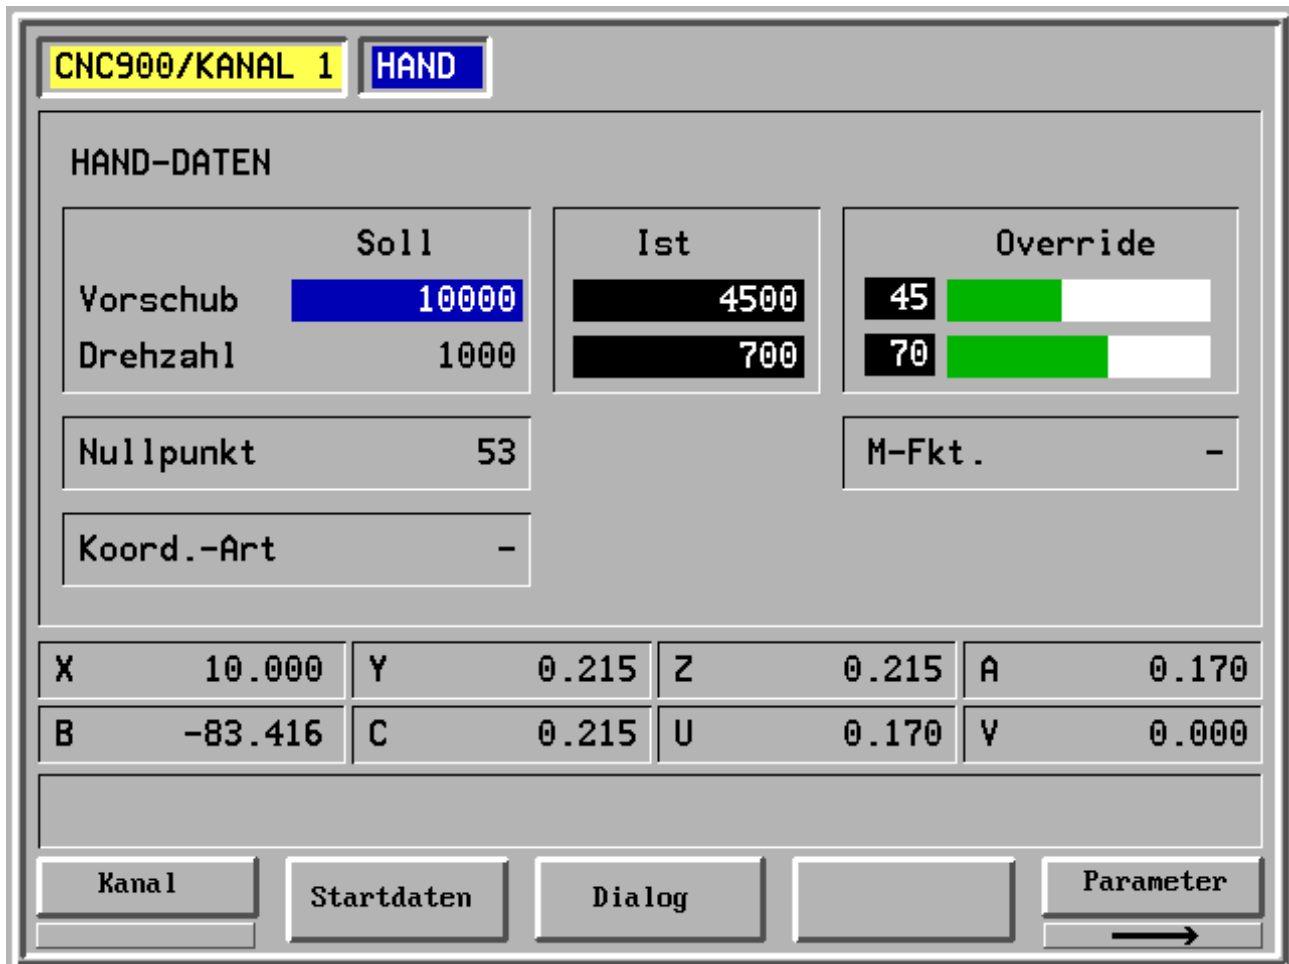 CNC900/KANAL 1 HAND
HAND-DATEN
Soll Ist Override
Vorschub 10000 4500 45
Drehzahl 1000 700 70
Nullpunkt 53 M-Fkt. -
Koord.-Art -
X 10.000 Y 0.215 Z 0.215 A 0.170
B -83.416 C 0.215 U 0.170 V 0.000
Kanal Startdaten Dialog Parameter